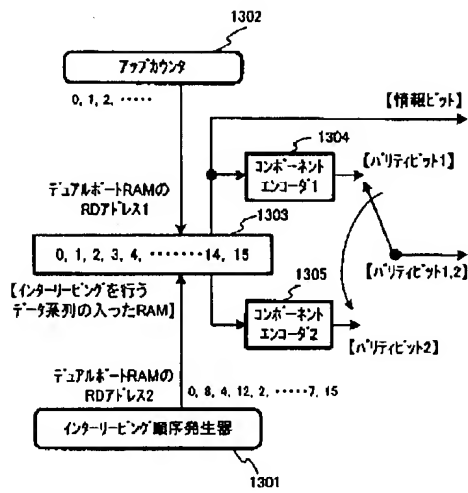 1302
アップカウンタ
0, 1, 2, ·····
【情報ビット】
1304
コンポーネント
エンコーダ1
【パリティビット1】
デュアルポートRAMの
RDアドレス1
1303
0, 1, 2, 3, 4, ········14, 15
【パリティビット1,2】
【インターリービングを行う
データ系列の入ったRAM】
1305
コンポーネント
エンコーダ2
【パリティビット2】
デュアルポートRAMの
RDアドレス2
0, 8, 4, 12, 2, ·····7, 15
インターリービング順序発生器
1301